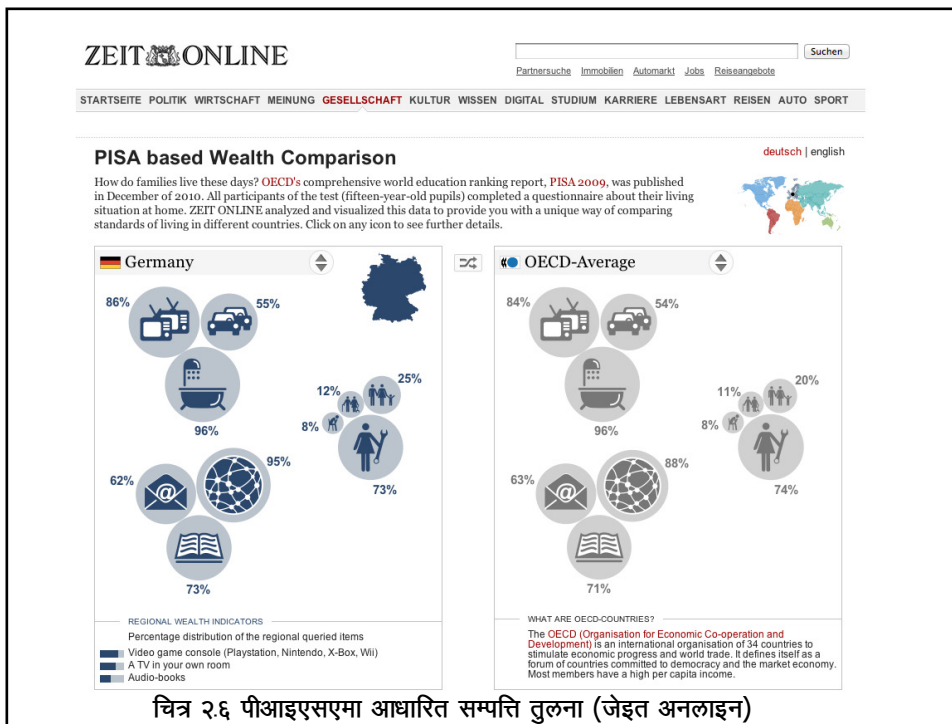 ZEIT ONLINE
Suchen
Partnersuche Immobilien Automarkt Jobs Reiseangebote
STARTSEITE POLITIK WIRTSCHAFT MEINUNG GESELLSCHAFT KULTUR WISSEN DIGITAL STUDIUM KARRIERE LEBENSART REISEN AUTO SPORT
PISA based Wealth Comparison
deutsch | english
How do families live these days? OECD's comprehensive world education ranking report, PISA 2009, was published
in December of 2010. All participants of the test (fifteen-year-old pupils) completed a questionnaire about their living
situation at home. ZEIT ONLINE analyzed and visualized this data to provide you with a unique way of comparing
standards of living in different countries. Click on any icon to see further details.
Germany
86%
55%
96%
12%
25%
8%
73%
62%
@
95%
73%
REGIONAL WEALTH INDICATORS
Percentage distribution of the regional queried items
Video game console (Playstation, Nintendo, X-Box, Wii)
A TV in your own room
Audio-books
OECD-Average
84%
54%
96%
11%
20%
8%
74%
63%
@
88%
71%
WHAT ARE OECD-COUNTRIES?
The OECD (Organisation for Economic Co-operation and
Development) is an international organisation of 34 countries to
stimulate economic progress and world trade. It defines itself as a
forum of countries committed to democracy and the market economy.
Most members have a high per capita income.
चित्र २.६ पीआइएसएमा आधारित सम्पत्ति तुलना (जेइत अनलाइन)